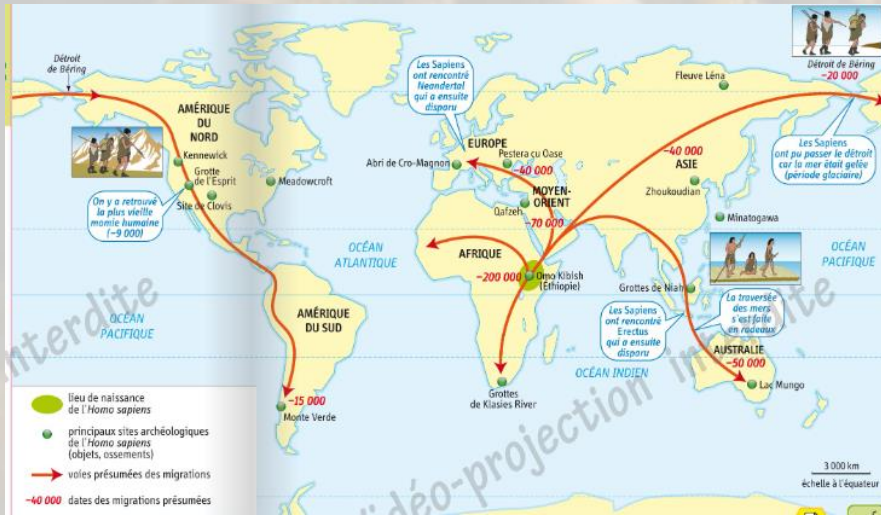 Détroit
de Béring
AMÉRIQUE
DU
NORD
Kennewick
Grotte
de l'Esprit
Site de Clovis
Meadowcroft
On y a retrouvé
la plus vieille
momie humaine
(–9 000)
OCÉAN
PACIFIQUE
OCÉAN
ATLANTIQUE
AMÉRIQUE
DU SUD
–15 000
Monte Verde
Les Sapiens
ont rencontré
Neandertal
qui a ensuite
disparu
EUROPE
Abri de Cro-Magnon
Pestera cu Oase
–40 000
MOYEN-
ORIENT
Qafzeh
–70 000
AFRIQUE
–200 000
Omo Kibish
(Éthiopie)
Grottes
de Klasies River
Fleuve Léna
Détroit de Béring
–20 000
Les Sapiens
ont pu passer le détroit
car la mer était gelée
(période glaciaire)
–40 000
ASIE
Zhoukoudian
Minatogawa
OCÉAN
PACIFIQUE
Grottes de Niah
Les Sapiens
ont rencontré
Erectus
qui a ensuite
disparu
La traversée
des mers
s'est faite
en radeaux
OCÉAN INDIEN
AUSTRALIE
–50 000
Lac Mungo
3 000 km
échelle à l'équateur
lieu de naissance
de l'Homo sapiens
principaux sites archéologiques
de l'Homo sapiens
(objets, ossements)
voies présumées des migrations
–40 000 dates des migrations présumées
interdite
vidéo-projection interdite